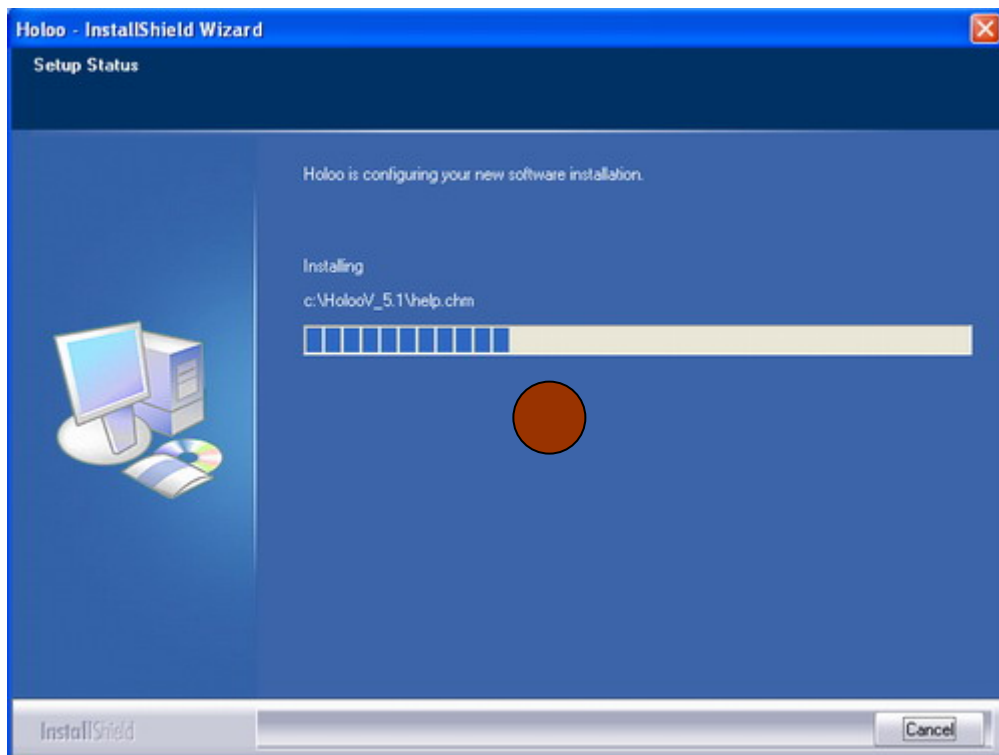 Holoo - InstallShield Wizard
Setup Status
Holoo is configuring your new software installation.
Installing
c:\HolooV_5.1\help.chm
InstallShield
Cancel